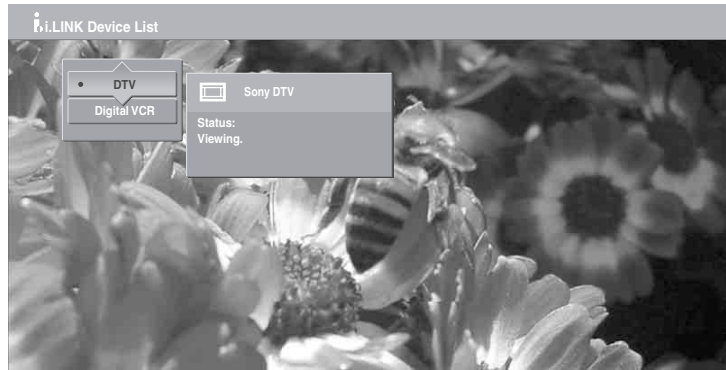 i.LINK Device List
DTV
Digital VCR
Sony DTV
Status:
Viewing.